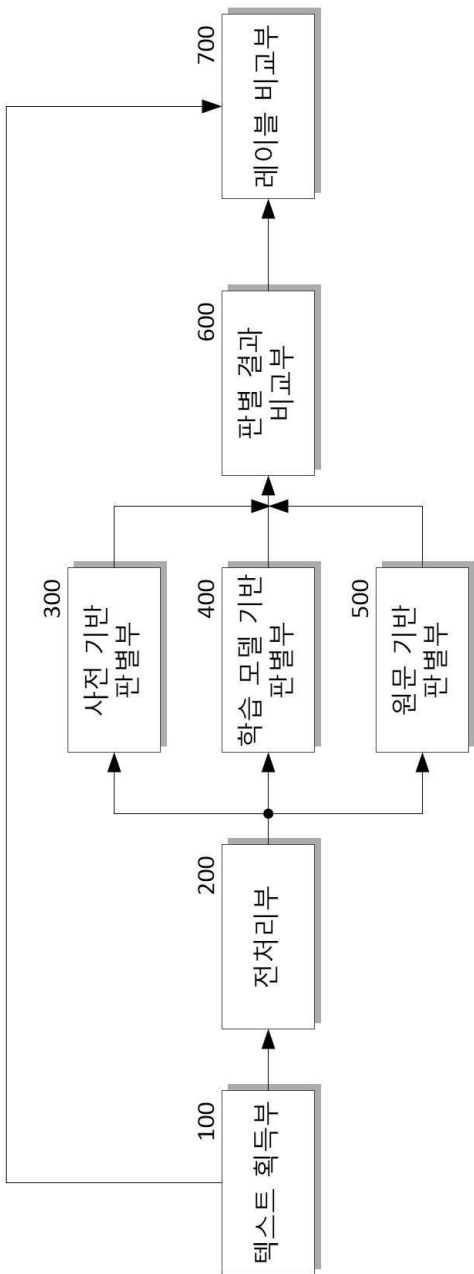 100
텍스트 획득부
200
전처리부
300
사전 기반
판별부
400
학습 모델 기반
판별부
500
원문 기반
판별부
600
판별 결과
비교부
700
레이블 비교부